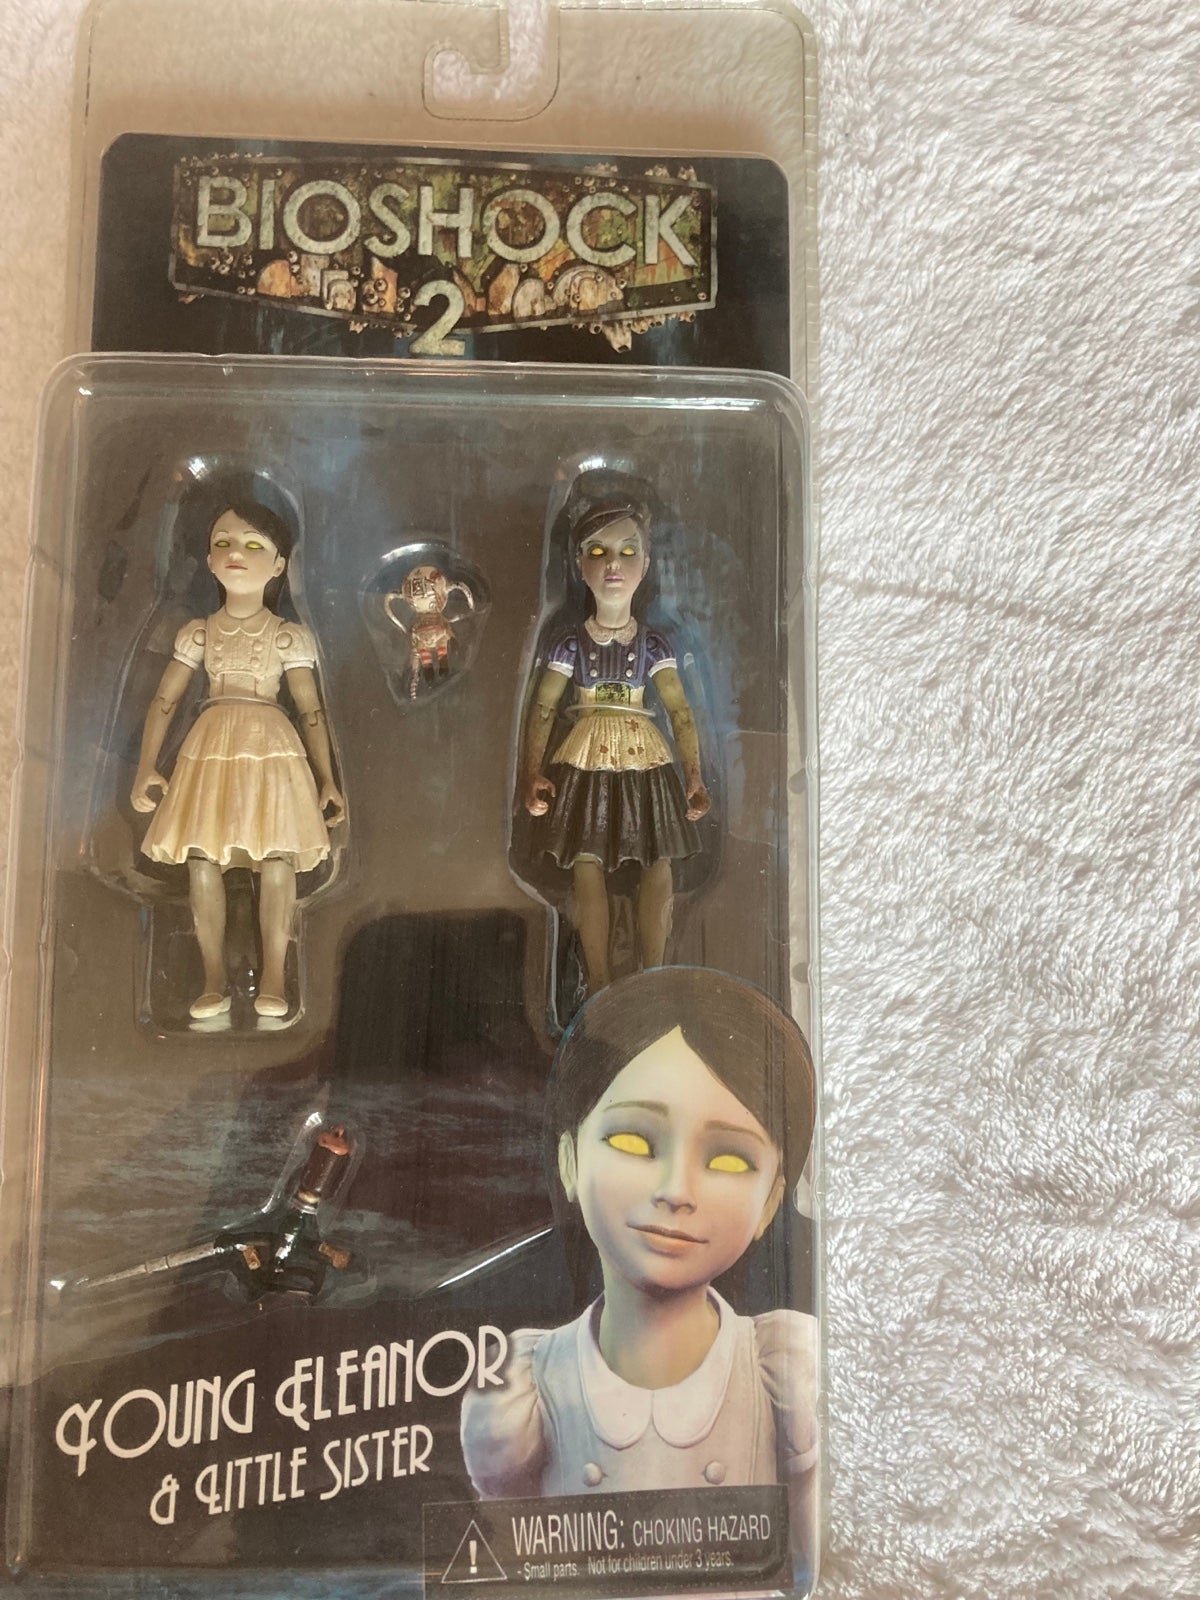 BIOSHOCK
2
YOUNG ELEANOR
& LITTLE SISTER
WARNING: CHOKING HAZARD
- Small parts. Not for children under 3 years.